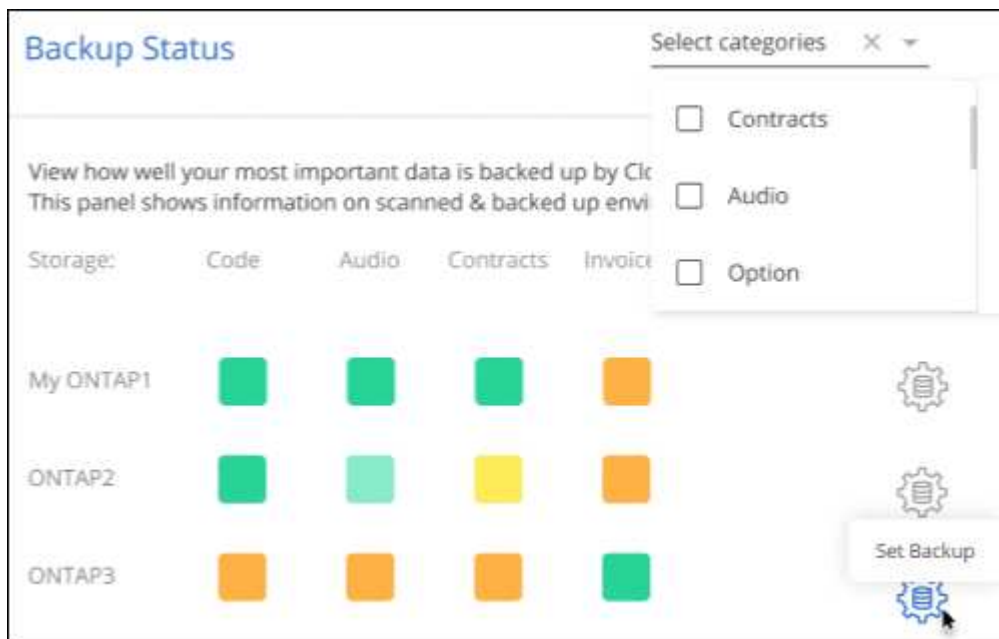 Backup Status
Select categories
Contracts
Audio
Option
View how well your most important data is backed up by Clo
This panel shows information on scanned & backed up envi
Storage: Code Audio Contracts Invoice
My ONTAP1
ONTAP2
Set Backup
ONTAP3